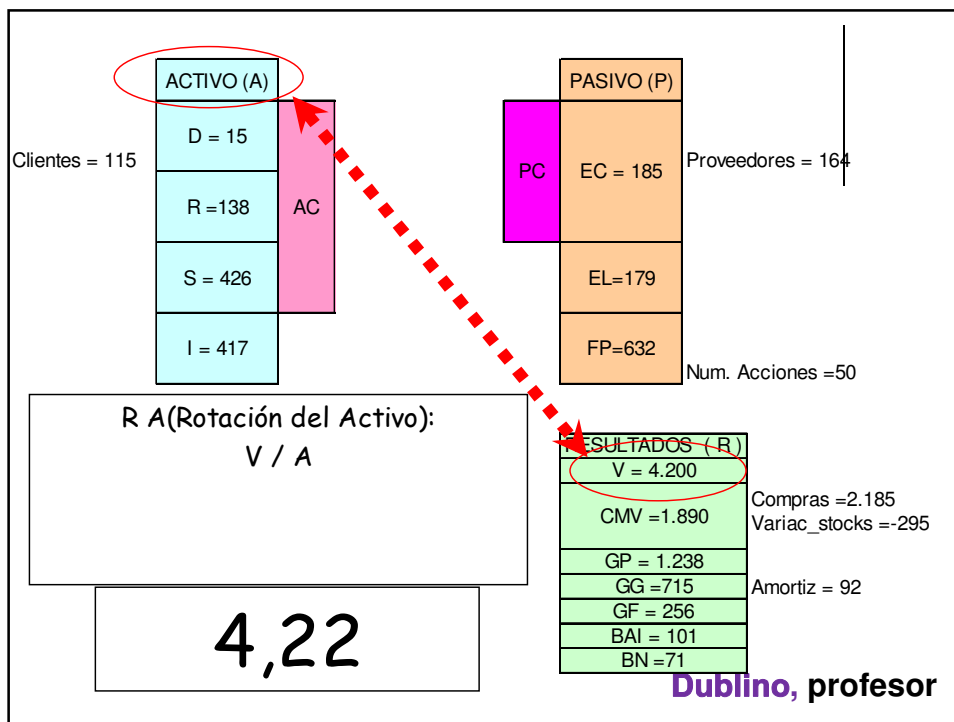 ACTIVO (A)
Clientes = 115
D = 15
R =138
AC
S = 426
I = 417
PASIVO (P)
PC
EC = 185
Proveedores = 164
EL=179
FP=632
Num. Acciones =50
R A(Rotación del Activo):
V / A
4,22
RESULTADOS ( R )
V = 4.200
CMV =1.890
Compras =2.185
Variac_stocks =-295
GP = 1.238
GG =715
Amortiz = 92
GF = 256
BAI = 101
BN =71
Dublino, profesor